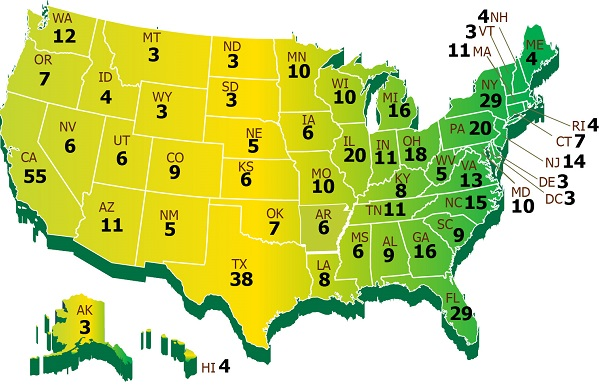 WA
12
OR
7
ID
4
MT
3
ND
3
SD
3
WY
3
NV
6
UT
6
CO
9
CA
55
AZ
11
NM
5
NE
5
KS
6
OK
7
TX
38
MN
10
IA
6
MO
10
AR
6
LA
8
WI
10
IL
20
MI
16
IN
11
OH
18
KY
8
TN 11
MS
6
AL
9
GA
16
FL
29
SC
9
NC 15
VA
13
WV
5
PA 20
NY
29
ME
4
4 NH
3 VT
11 MA
RI 4
CT 7
NJ 14
DE 3
DC 3
MD
10
AK
3
HI 4